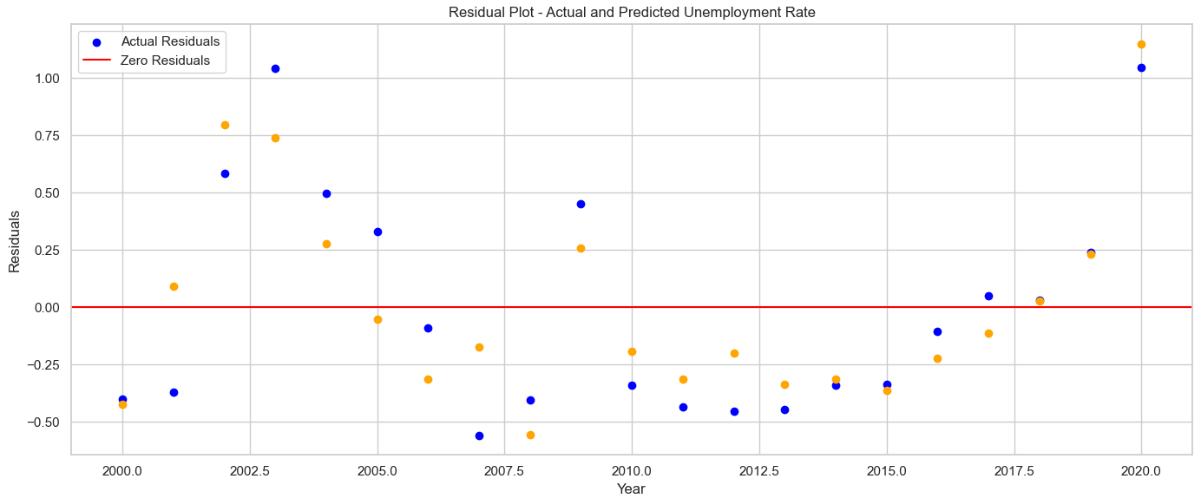 Residual Plot - Actual and Predicted Unemployment Rate
Actual Residuals
Zero Residuals
Residuals
1.00
0.75
0.50
0.25
0.00
−0.25
−0.50
2000.0 2002.5 2005.0 2007.5 2010.0 2012.5 2015.0 2017.5 2020.0
Year